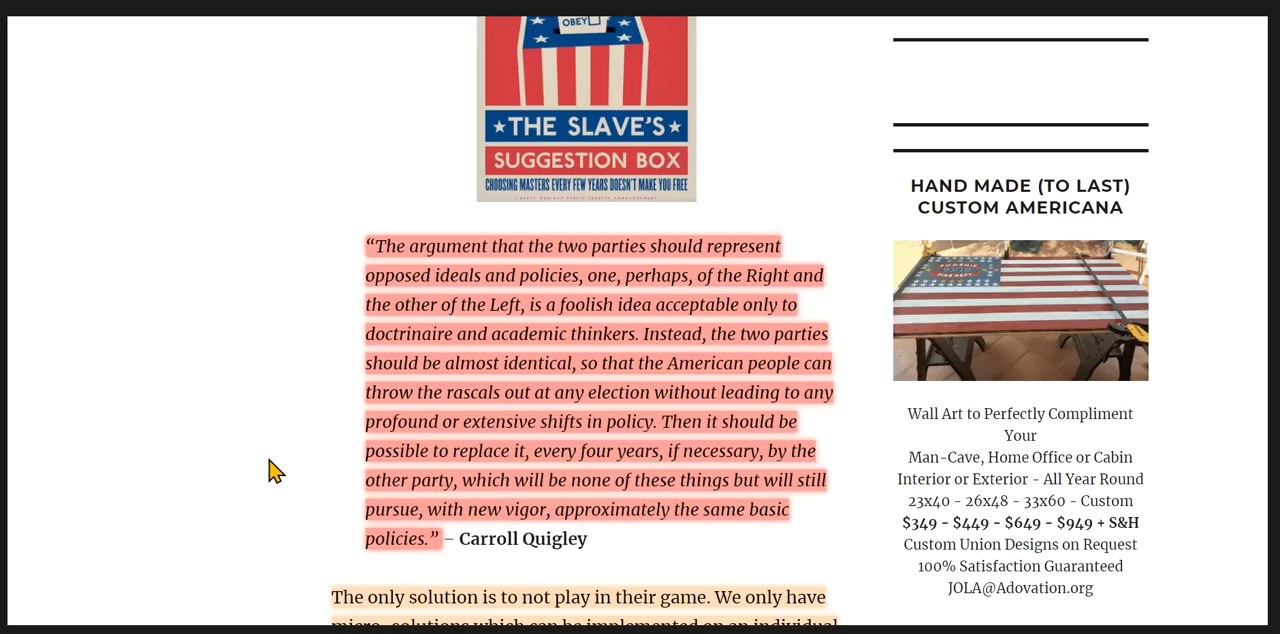 OBEY
THE SLAVE'S
SUGGESTION BOX
CHOOSING MASTERS EVERY FEW YEARS DOESN'T MAKE YOU FREE
“The argument that the two parties should represent
opposed ideals and policies, one, perhaps, of the Right and
the other of the Left, is a foolish idea acceptable only to
doctrinaire and academic thinkers. Instead, the two parties
should be almost identical, so that the American people can
throw the rascals out at any election without leading to any
profound or extensive shifts in policy. Then it should be
possible to replace it, every four years, if necessary, by the
other party, which will be none of these things but will still
pursue, with new vigor, approximately the same basic
policies.” – Carroll Quigley
The only solution is to not play in their game. We only have
micro-solutions which can be implemented on an individual
HAND MADE (TO LAST)
CUSTOM AMERICANA
Wall Art to Perfectly Compliment
Your
Man-Cave, Home Office or Cabin
Interior or Exterior - All Year Round
23x40 - 26x48 - 33x60 - Custom
$349 - $449 - $649 - $949 + S&H
Custom Union Designs on Request
100% Satisfaction Guaranteed
JOLA@Adovation.org